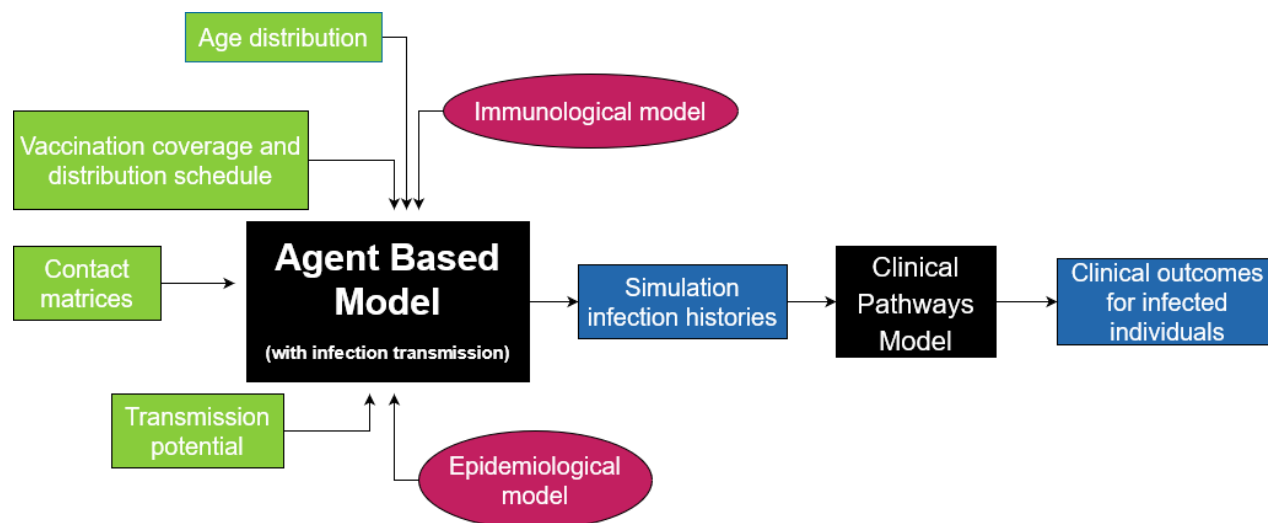 Age distribution
Immunological model
Vaccination coverage and
distribution schedule
Contact
matrices
Agent Based
Model
(with infection transmission)
Simulation
infection histories
Clinical
Pathways
Model
Clinical outcomes
for infected
individuals
Transmission
potential
Epidemiological
model